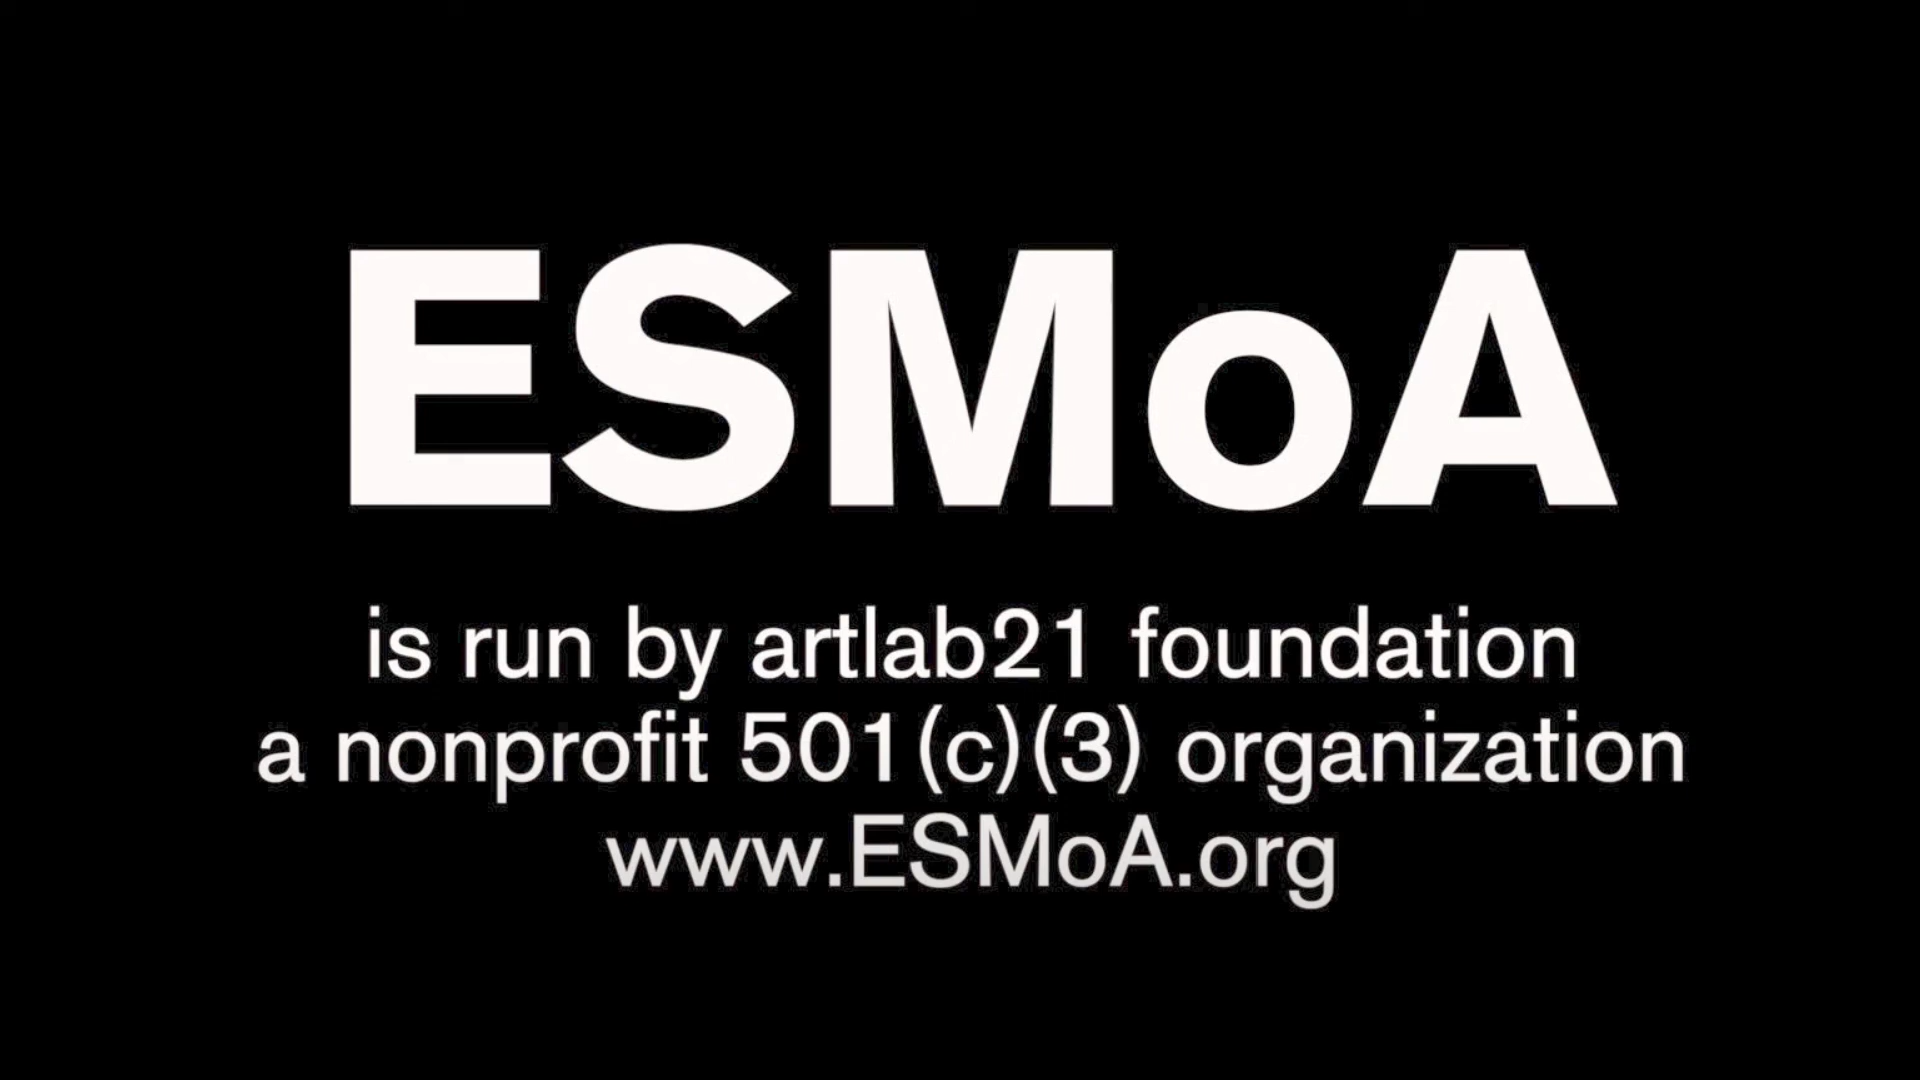 ESMoA
is run by artlab21 foundation
a nonprofit 501(c)(3) organization
www.ESMoA.org